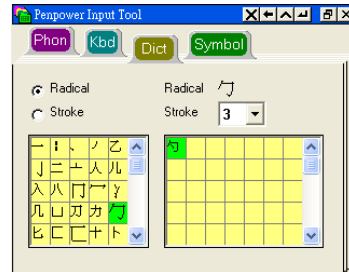 Penpower Input Tool
Phon Kbd Dict Symbol
Radical Radical 勹
Stroke Stroke 3
一 丨 丶 丿 乙
亅 二 亠 人 儿
入 八 冂 冖 冫
几 凵 刀 力 勹
匕 匚 匸 十 卜
勺